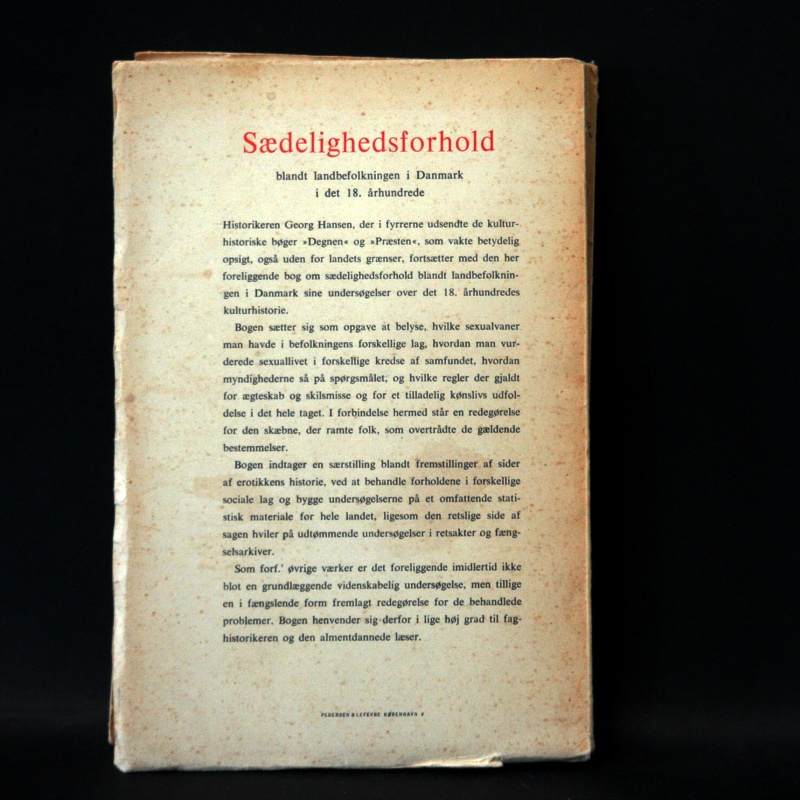 Sædelighedsforhold
blandt landbefolkningen i Danmark
i det 18. århundrede
Historikeren Georg Hansen, der i fyrrerne udsendte de kultur-
historiske bøger »Degnen« og »Præsten«, som vakte betydelig
opsigt, også uden for landets grænser, fortsætter med den her
foreliggende bog om sædelighedsforhold blandt landbefolknin-
gen i Danmark sine undersøgelser over det 18. århundredes
kulturhistorie.
Bogen sætter sig som opgave at belyse, hvilke sexualvaner
man havde i befolkningens forskellige lag, hvordan man vur-
derede sexuallivet i forskellige kredse af samfundet, hvordan
myndighederne så på spørgsmålet, og hvilke regler der gjaldt
for ægteskab og skilsmisse og for et tilladelig kønslivs udfol-
delse i det hele taget. I forbindelse hermed står en redegørelse
for den skæbne, der ramte folk, som overtrådte de gældende
bestemmelser.
Bogen indtager en særstilling blandt fremstillinger af sider
af erotikkens historie, ved at behandle forholdene i forskellige
sociale lag og bygge undersøgelserne på et omfattende stati-
stisk materiale for hele landet, ligesom den retslige side af
sagen hviler på udtømmende undersøgelser i retsakter og fæng-
selsarkiver.
Som forf.' øvrige værker er det foreliggende imidlertid ikke
blot en grundlæggende videnskabelig undersøgelse, men tillige
en i fængslende form fremlagt redegørelse for de behandlede
problemer. Bogen henvender sig derfor i lige høj grad til fag-
historikeren og den almentdannede læser.
PEDERSEN & LEFEVRE KØBENHAVN V